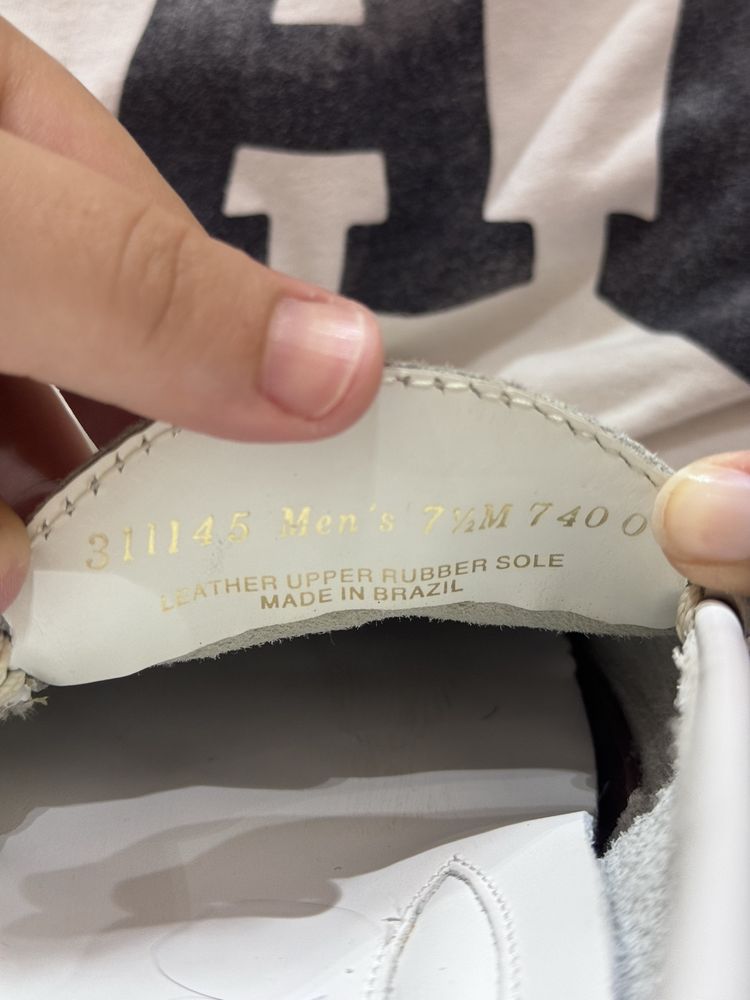 311145 Men's 7½M 740 0
LEATHER UPPER RUBBER SOLE
MADE IN BRAZIL